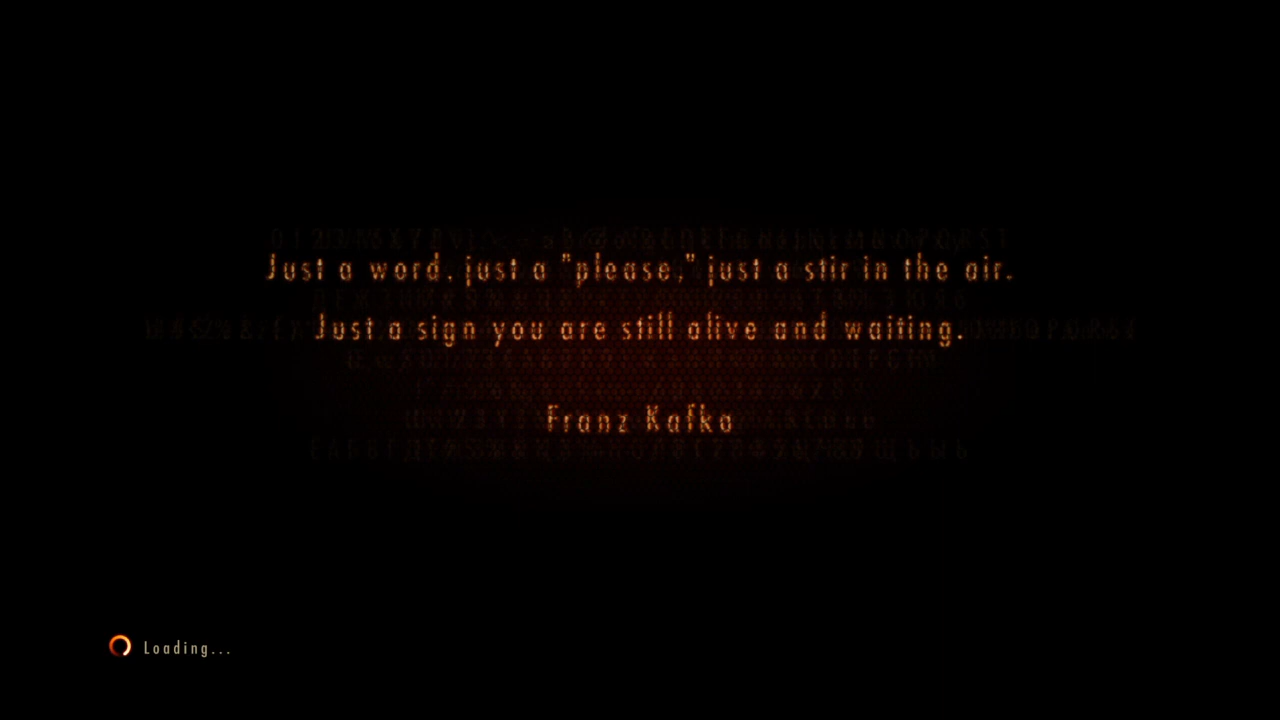 Just a word, just a "please," just a stir in the air.
Just a sign you are still alive and waiting.
Franz Kafka
Loading...